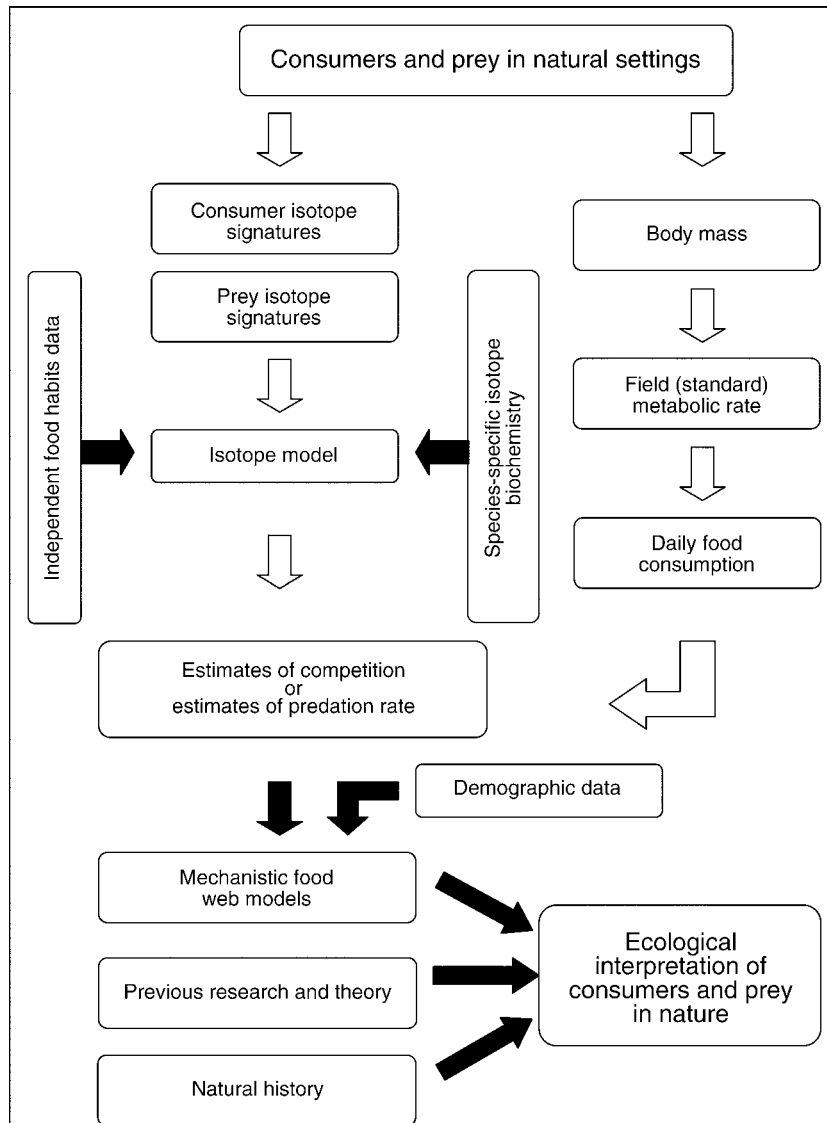 Consumers and prey in natural settings
Consumer isotope
signatures
Body mass
Prey isotope
signatures
Independent food habits data
Species-specific isotope
biochemistry
Field (standard)
metabolic rate
Isotope model
Daily food
consumption
Estimates of competition
or
estimates of predation rate
Demographic data
Mechanistic food
web models
Previous research and theory
Natural history
Ecological
interpretation of
consumers and prey
in nature